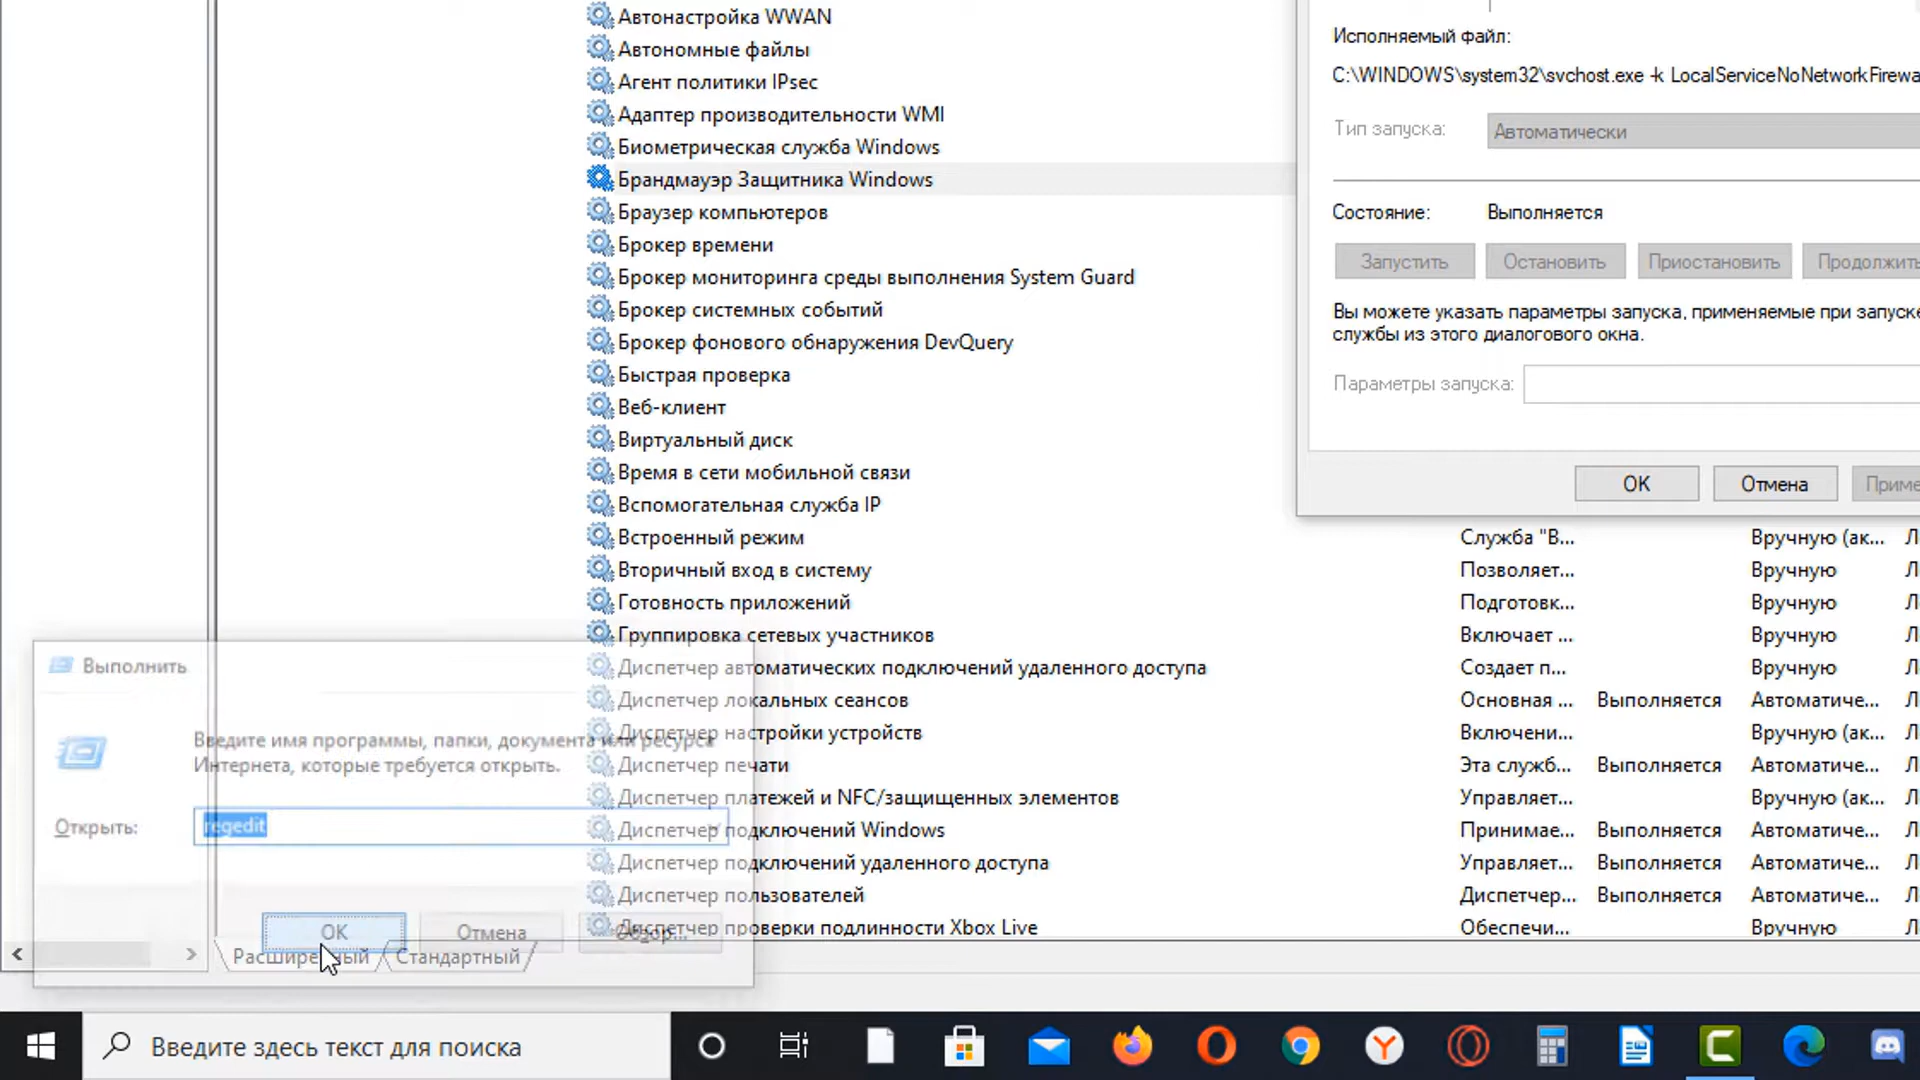 Автонастройка WWAN
Автономные файлы
Агент политики IPsec
Адаптер производительности WMI
Биометрическая служба Windows
Брандмауэр Защитника Windows
Браузер компьютеров
Брокер времени
Брокер мониторинга среды выполнения System Guard
Брокер системных событий
Брокер фонового обнаружения DevQuery
Быстрая проверка
Веб-клиент
Виртуальный диск
Время в сети мобильной связи
Вспомогательная служба IP
Встроенный режим Служба "В... Вручную (ак... Л
Вторичный вход в систему Позволяет... Вручную Л
Готовность приложений Подготовк... Вручную Л
Группировка сетевых участников Включает ... Вручную Л
Диспетчер автоматических подключений удаленного доступа Создает п... Вручную Л
Диспетчер локальных сеансов Основная ... Выполняется Автоматиче... Л
Диспетчер настройки устройств Включени... Вручную (ак... Л
Диспетчер печати Эта служб... Выполняется Автоматиче... Л
Диспетчер платежей и NFC/защищенных элементов Управляет... Вручную (ак... Л
Диспетчер подключений Windows Принимае... Выполняется Автоматиче... Л
Диспетчер подключений удаленного доступа Управляет... Выполняется Автоматиче... Л
Диспетчер пользователей Диспетчер... Выполняется Автоматиче... Л
Диспетчер проверки подлинности Xbox Live Обеспечи... Вручную Л
Исполняемый файл:
C:\WINDOWS\system32\svchost.exe -k LocalServiceNoNetworkFirewa
Тип запуска: Автоматически
Состояние: Выполняется
Запустить Остановить Приостановить Продолжить
Вы можете указать параметры запуска, применяемые при запуске
службы из этого диалогового окна.
Параметры запуска:
OK Отмена Приме
Выполнить
Введите имя программы, папки, документа или ресурса
Интернета, которые требуется открыть.
Открыть: regedit
OK Отмена Обзор...
Расширенный Стандартный
Введите здесь текст для поиска